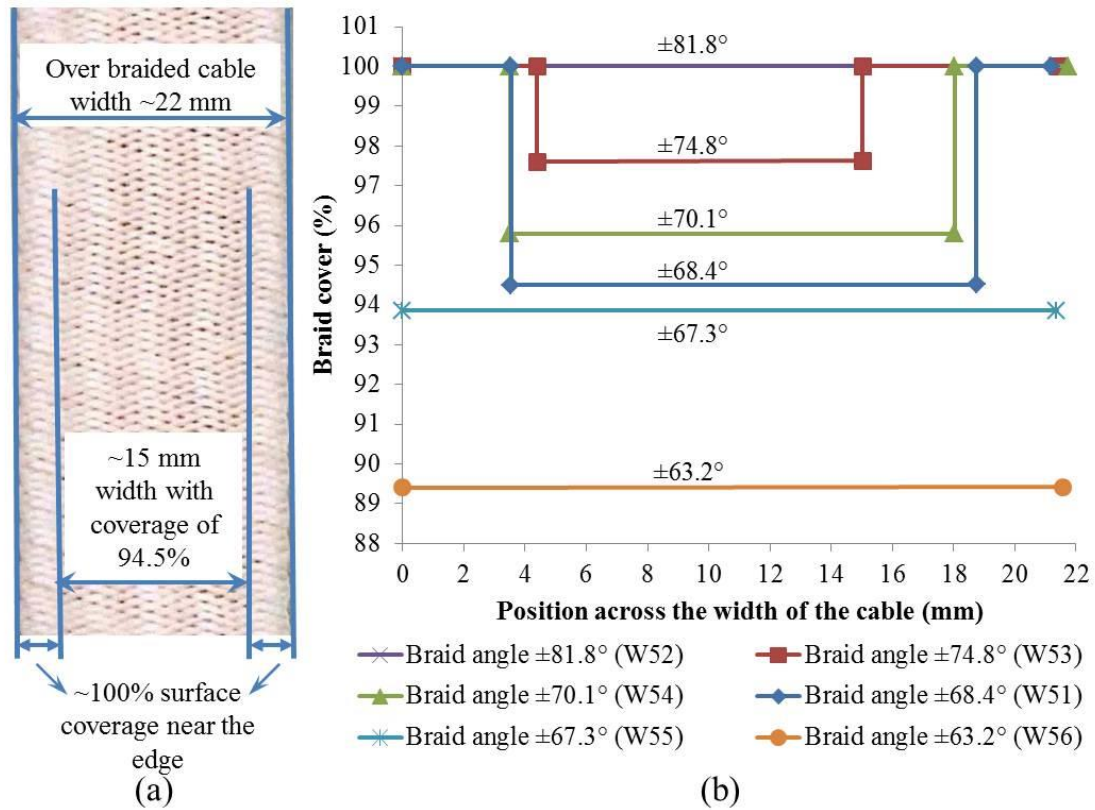 Over braided cable
width ~22 mm
~15 mm
width with
coverage of
94.5%
~100% surface
coverage near the
edge
(a)
Braid cover (%)
101
100
99
98
97
96
95
94
93
92
91
90
89
88
±81.8°
±74.8°
±70.1°
±68.4°
±67.3°
±63.2°
0 2 4 6 8 10 12 14 16 18 20 22
Position across the width of the cable (mm)
Braid angle ±81.8° (W52) Braid angle ±74.8° (W53)
Braid angle ±70.1° (W54) Braid angle ±68.4° (W51)
Braid angle ±67.3° (W55) Braid angle ±63.2° (W56)
(b)